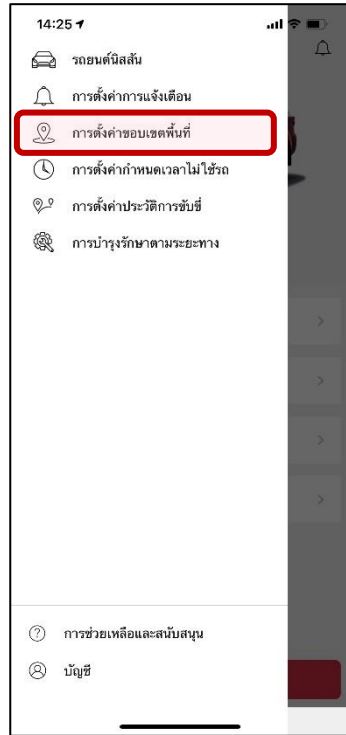 14:25
รถยนต์นิสสัน
การตั้งค่าการแจ้งเตือน
การตั้งค่าขอบเขตพื้นที่
การตั้งค่ากำหนดเวลาไม่ใช้รถ
การตั้งค่าประวัติการขับขี่
การบำรุงรักษาตามระยะทาง
การช่วยเหลือและสนับสนุน
บัญชี